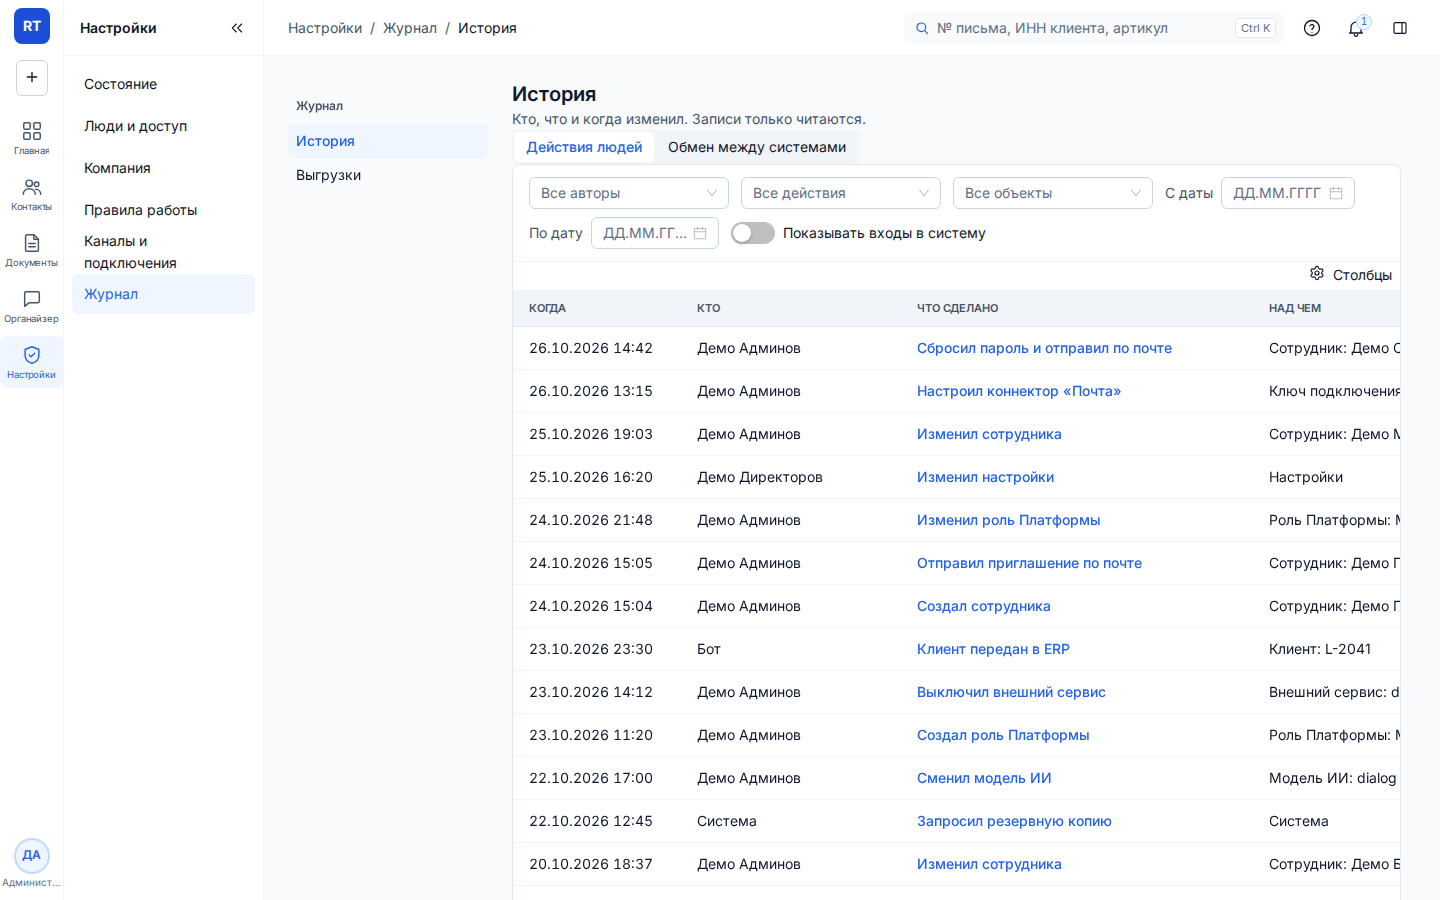 RT
Настройки
Настройки / Журнал / История
№ письма, ИНН клиента, артикул
Ctrl K
1
Главная
Контакты
Документы
Органайзер
Настройки
Состояние
Люди и доступ
Компания
Правила работы
Каналы и
подключения
Журнал
Журнал
История
Выгрузки
История
Кто, что и когда изменил. Записи только читаются.
Действия людей
Обмен между системами
Все авторы
Все действия
Все объекты
С даты
ДД.ММ.ГГГГ
По дату
ДД.ММ.ГГ...
Показывать входы в систему
Столбцы
КОГДА КТО ЧТО СДЕЛАНО НАД ЧЕМ
26.10.2026 14:42 Демо Админов Сбросил пароль и отправил по почте Сотрудник: Демо
26.10.2026 13:15 Демо Админов Настроил коннектор «Почта» Ключ подключения
25.10.2026 19:03 Демо Админов Изменил сотрудника Сотрудник: Демо
25.10.2026 16:20 Демо Директоров Изменил настройки Настройки
24.10.2026 21:48 Демо Админов Изменил роль Платформы Роль Платформы:
24.10.2026 15:05 Демо Админов Отправил приглашение по почте Сотрудник: Демо
24.10.2026 15:04 Демо Админов Создал сотрудника Сотрудник: Демо
23.10.2026 23:30 Бот Клиент передан в ERP Клиент: L-2041
23.10.2026 14:12 Демо Админов Выключил внешний сервис Внешний сервис:
23.10.2026 11:20 Демо Админов Создал роль Платформы Роль Платформы:
22.10.2026 17:00 Демо Админов Сменил модель ИИ Модель ИИ: dialog
22.10.2026 12:45 Система Запросил резервную копию Система
20.10.2026 18:37 Демо Админов Изменил сотрудника Сотрудник: Демо
ДА
Админист...